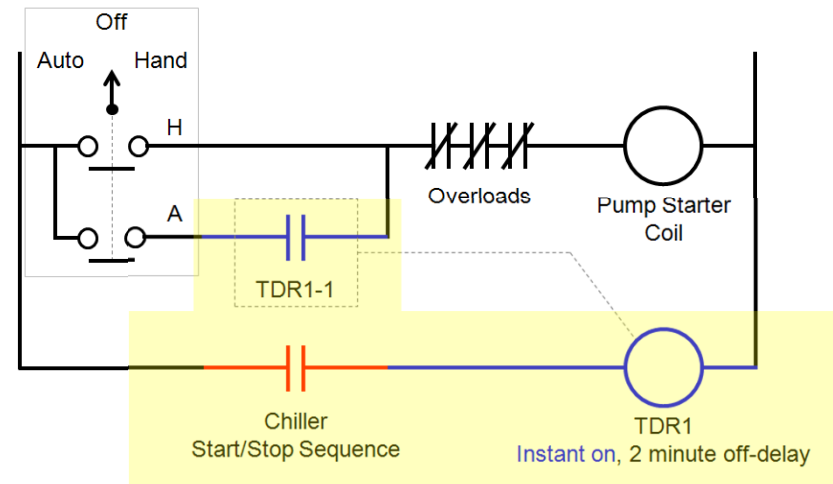 Off
Auto
Hand
H
Overloads
Pump Starter
Coil
A
TDR1-1
Chiller
Start/Stop Sequence
TDR1
Instant on, 2 minute off-delay